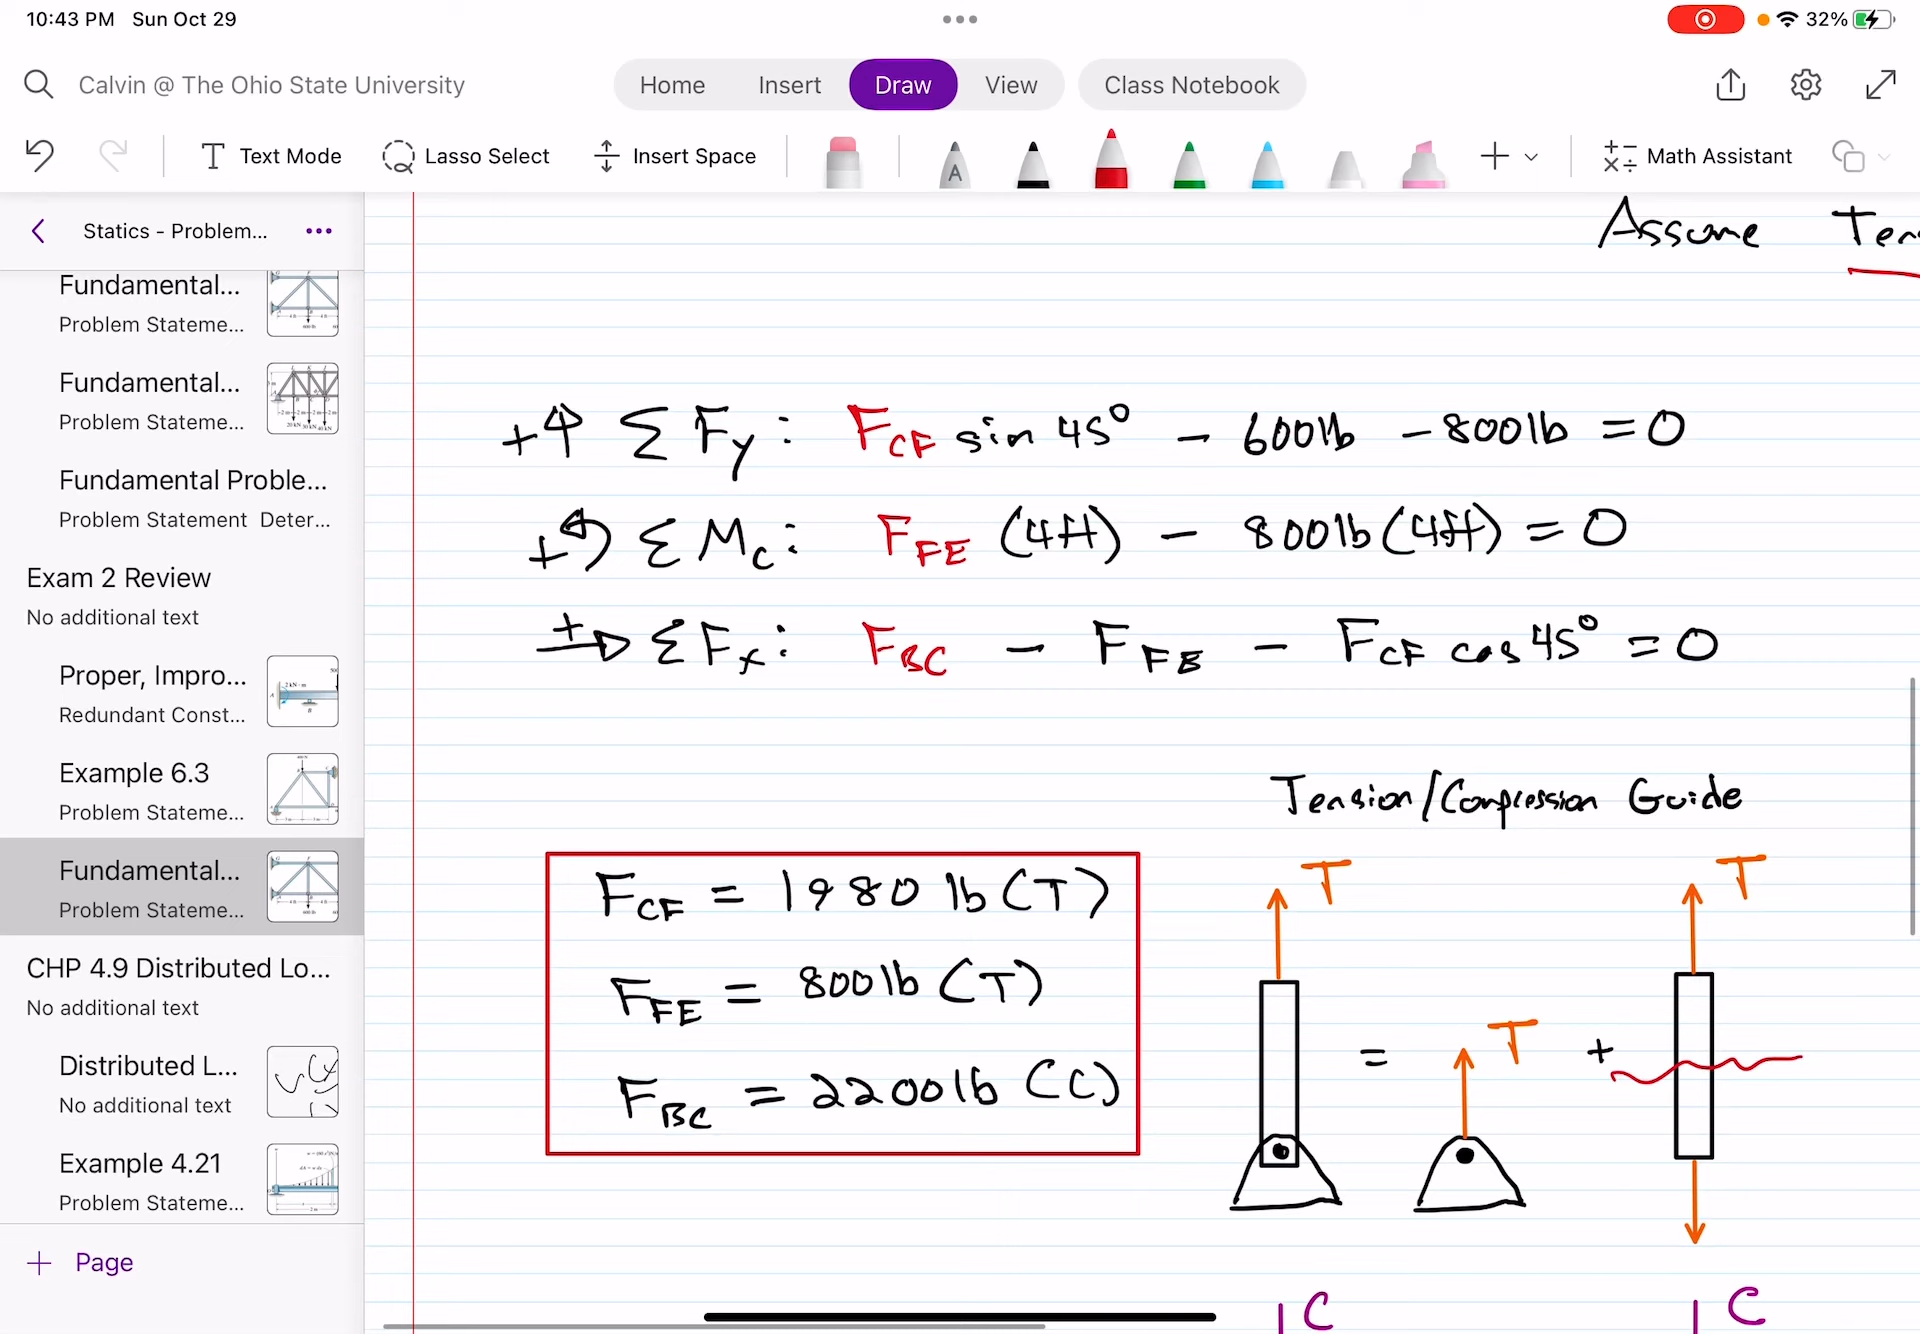 10:43 PM Sun Oct 29
32%
Calvin @ The Ohio State University
Home Insert Draw View Class Notebook
Text Mode Lasso Select Insert Space A Math Assistant
Statics - Problem...
Fundamental...
Problem Stateme...
Fundamental...
Problem Stateme...
Fundamental Proble...
Problem Statement Deter...
Exam 2 Review
No additional text
Proper, Impro...
Redundant Const...
Example 6.3
Problem Stateme...
Fundamental...
Problem Stateme...
CHP 4.9 Distributed Lo...
No additional text
Distributed L...
No additional text
Example 4.21
Problem Stateme...
+ Page
Assume Ten
+↑ ΣFy: FCF sin 45° - 600lb - 800lb = 0
+↺ ΣMc: FFE (4ft) - 800lb (4ft) = 0
+→ ΣFx: FBC - FFE - FCF cos 45° = 0
Tension/Compression Guide
FCF = 1980 lb (T)
FFE = 800lb (T)
FBC = 2200lb (C)
T T
= T +
C C